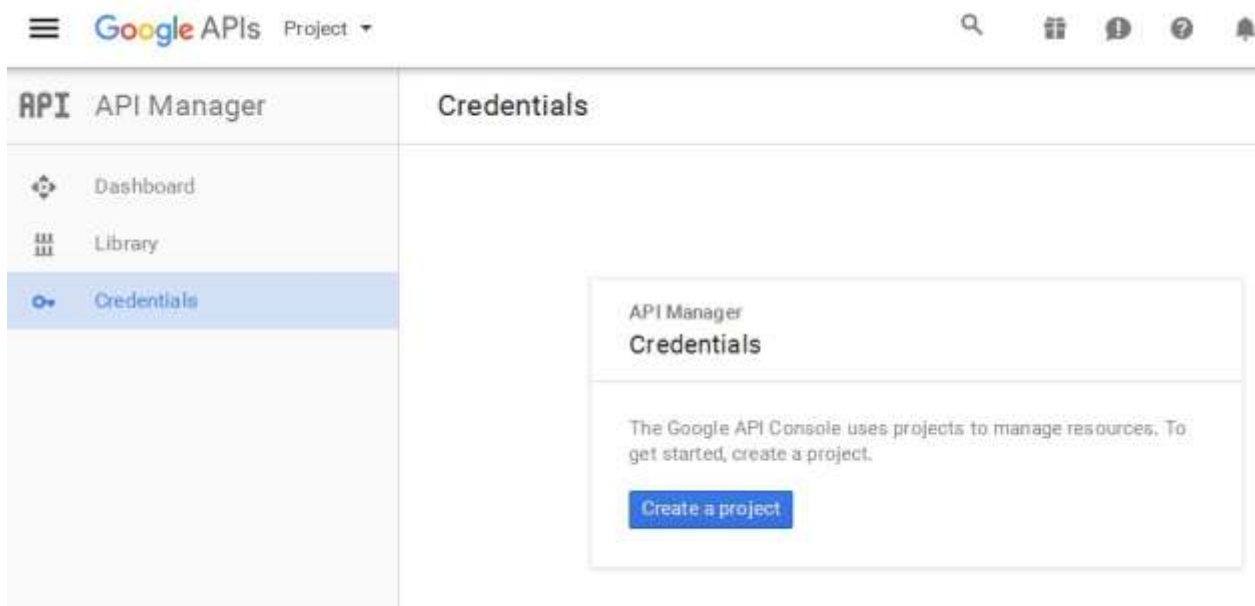 Google APIs Project
API API Manager
Credentials
Dashboard
Library
Credentials
API Manager
Credentials
The Google API Console uses projects to manage resources. To
get started, create a project.
Create a project